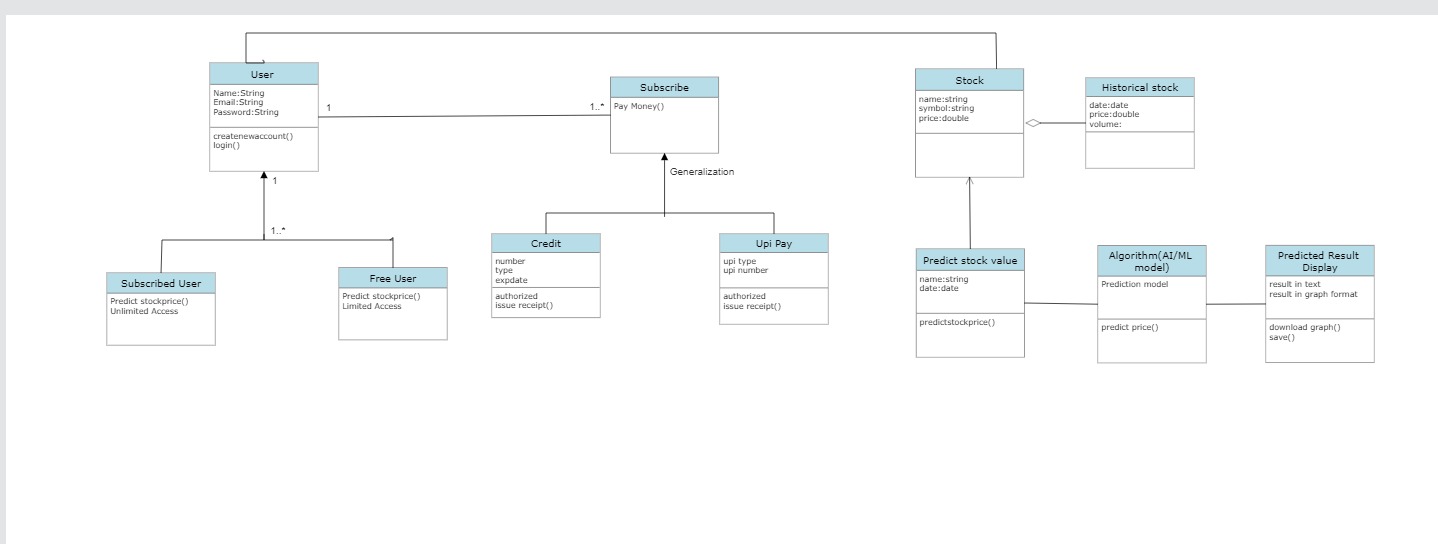 User
Name:String
Email:String
Password:String
createnewaccount()
login()
1
1..*
Subscribe
Pay Money()
Generalization
Stock
name:string
symbol:string
price:double
Historical stock
date:date
price:double
volume:
1
1..*
Subscribed User
Predict stockprice()
Unlimited Access
Free User
Predict stockprice()
Limited Access
Credit
number
type
expdate
authorized
issue receipt()
Upi Pay
upi type
upi number
authorized
issue receipt()
Predict stock value
name:string
date:date
predictstockprice()
Algorithm(AI/ML
model)
Prediction model
predict price()
Predicted Result
Display
result in text
result in graph format
download graph()
save()